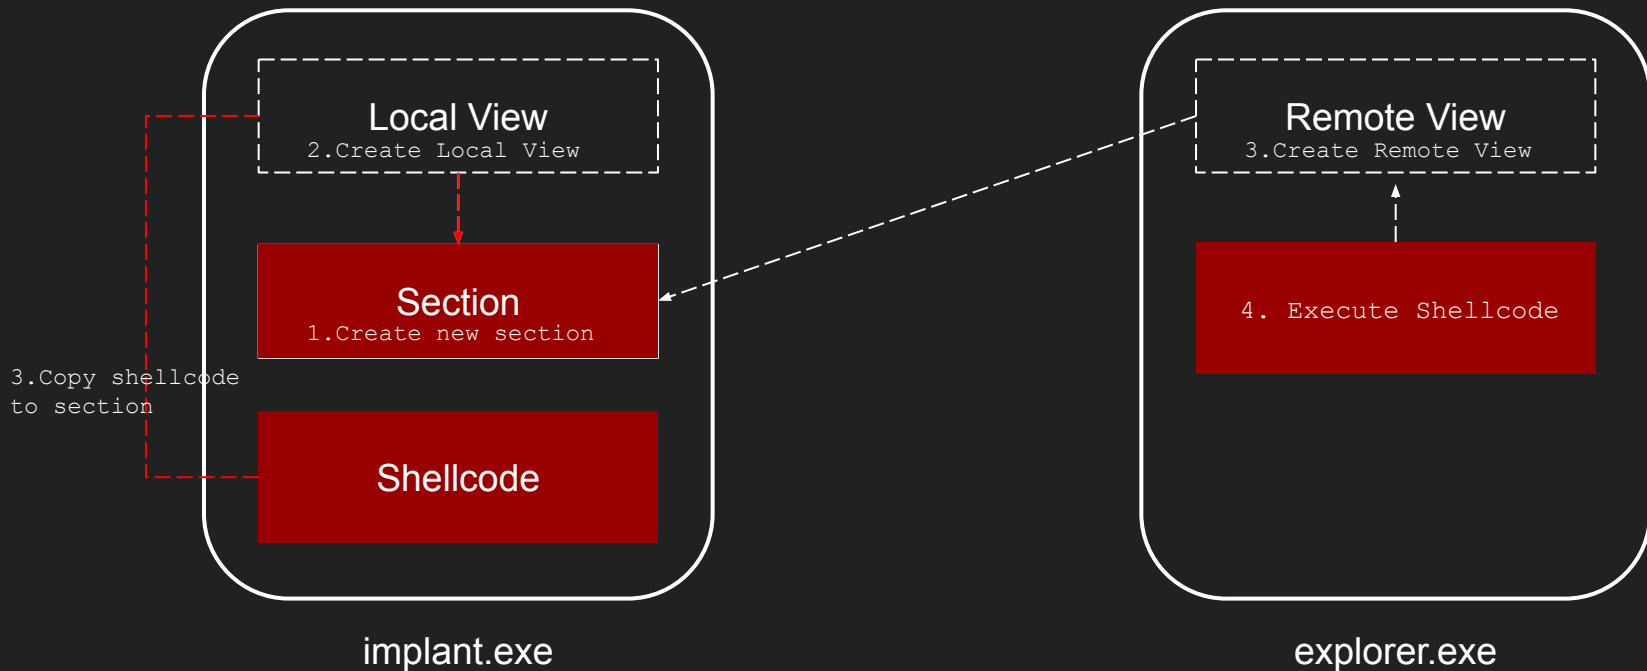 Local View
2.Create Local View
Section
1.Create new section
3.Copy shellcode
to section
Shellcode
implant.exe
Remote View
3.Create Remote View
4. Execute Shellcode
explorer.exe